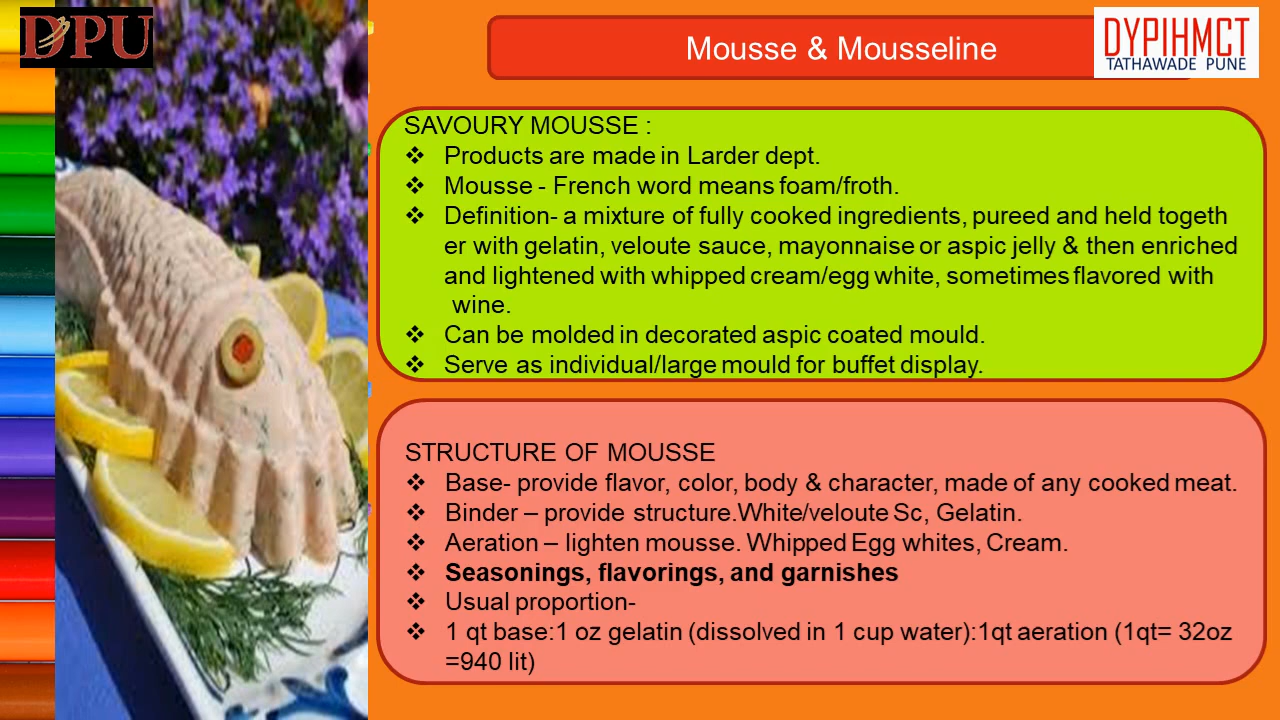 DPU
Mousse & Mousseline
DYPIHMCT
TATHAWADE PUNE
SAVOURY MOUSSE :
❖ Products are made in Larder dept.
❖ Mousse - French word means foam/froth.
❖ Definition- a mixture of fully cooked ingredients, pureed and held togeth
er with gelatin, veloute sauce, mayonnaise or aspic jelly & then enriched
and lightened with whipped cream/egg white, sometimes flavored with
wine.
❖ Can be molded in decorated aspic coated mould.
❖ Serve as individual/large mould for buffet display.
STRUCTURE OF MOUSSE
❖ Base- provide flavor, color, body & character, made of any cooked meat.
❖ Binder – provide structure.White/veloute Sc, Gelatin.
❖ Aeration – lighten mousse. Whipped Egg whites, Cream.
❖ Seasonings, flavorings, and garnishes
❖ Usual proportion-
❖ 1 qt base:1 oz gelatin (dissolved in 1 cup water):1qt aeration (1qt= 32oz
=940 lit)